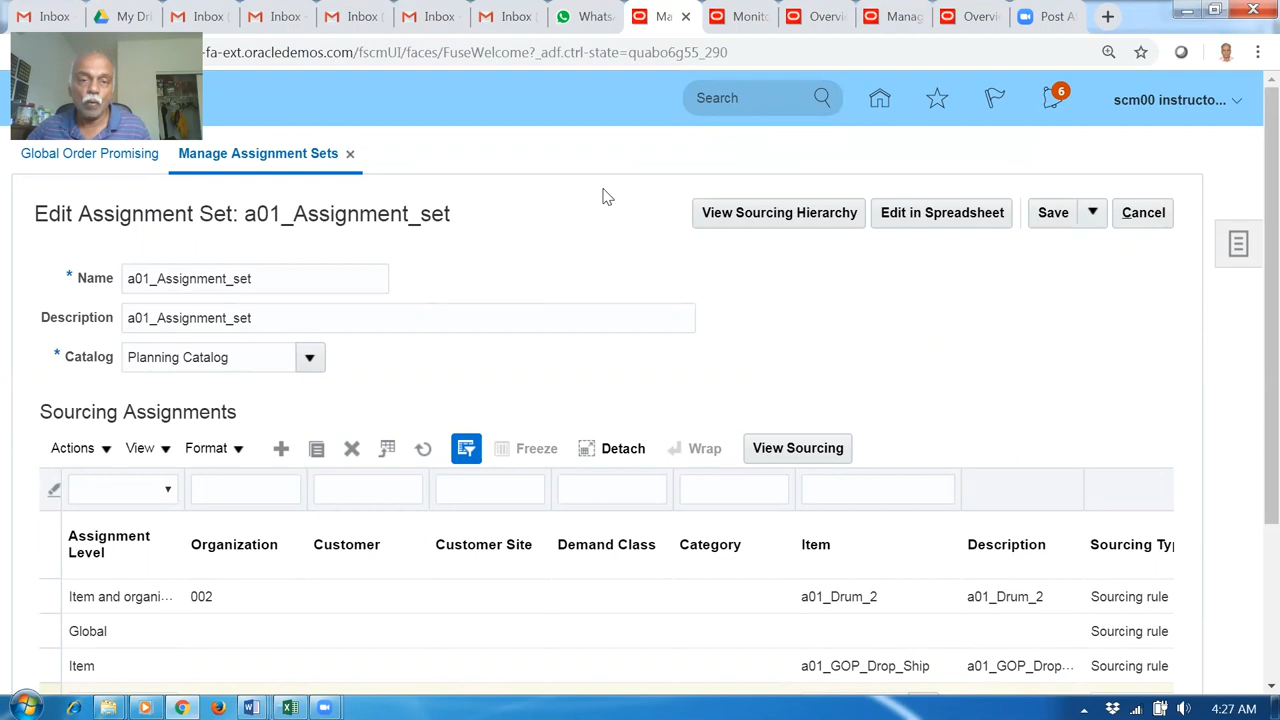 Inbox - My Dri Inbox - Inbox - Inbox ( Inbox - Inbox ( WhatsA Ma Monito Overvi Manag Overvi Post A
-fa-ext.oracledemos.com/fscmUI/faces/FuseWelcome?_adf.ctrl-state=quabo6g55_290
Search 6 scm00 instructo...
Global Order Promising Manage Assignment Sets
Edit Assignment Set: a01_Assignment_set View Sourcing Hierarchy Edit in Spreadsheet Save Cancel
* Name a01_Assignment_set
Description a01_Assignment_set
* Catalog Planning Catalog
Sourcing Assignments
Actions View Format Freeze Detach Wrap View Sourcing
Assignment Level Organization Customer Customer Site Demand Class Category Item Description Sourcing Typ
Item and organi... 002 a01_Drum_2 a01_Drum_2 Sourcing rule
Global Sourcing rule
Item a01_GOP_Drop_Ship a01_GOP_Drop... Sourcing rule
4:27 AM